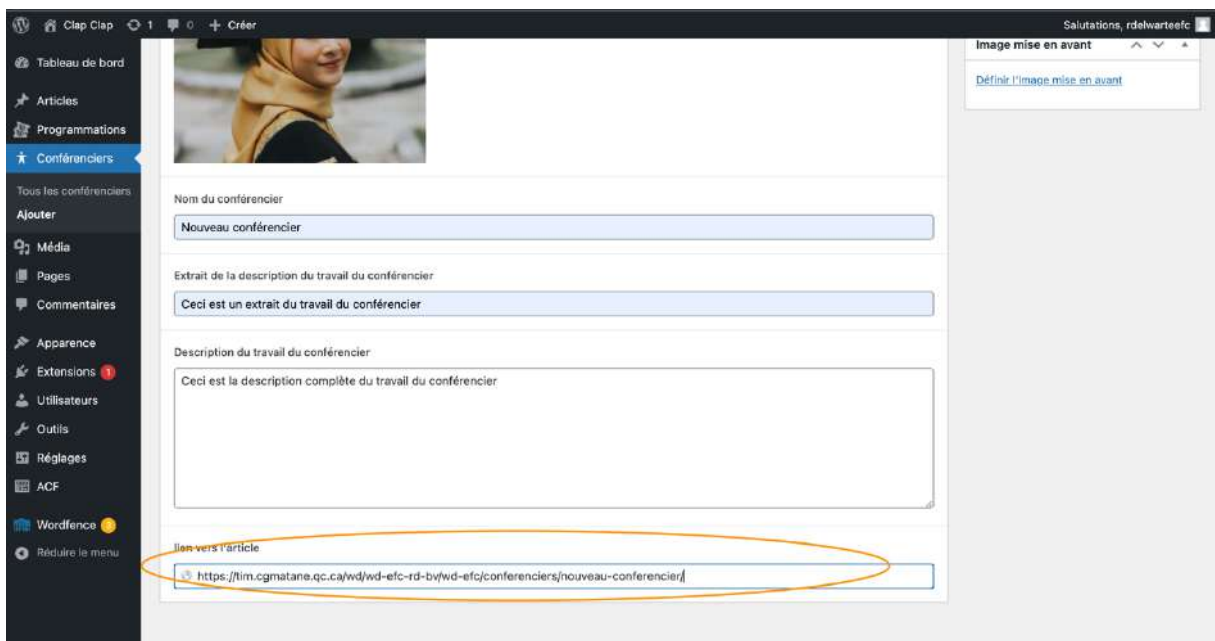 Clap Clap 1 0 + Créer
Salutations, rdelwarteefc
Tableau de bord
Articles
Programmations
Conférenciers
Tous les conférenciers
Ajouter
Média
Pages
Commentaires
Apparence
Extensions 1
Utilisateurs
Outils
Réglages
ACF
Wordfence 3
Réduire le menu
Nom du conférencier
Nouveau conférencier
Extrait de la description du travail du conférencier
Ceci est un extrait du travail du conférencier
Description du travail du conférencier
Ceci est la description complète du travail du conférencier
lien vers l'article
https://tim.cgmatane.qc.ca/wd/wd-efc-rd-bv/wd-efc/conferenciers/nouveau-conferencier/
Image mise en avant
Définir l'image mise en avant